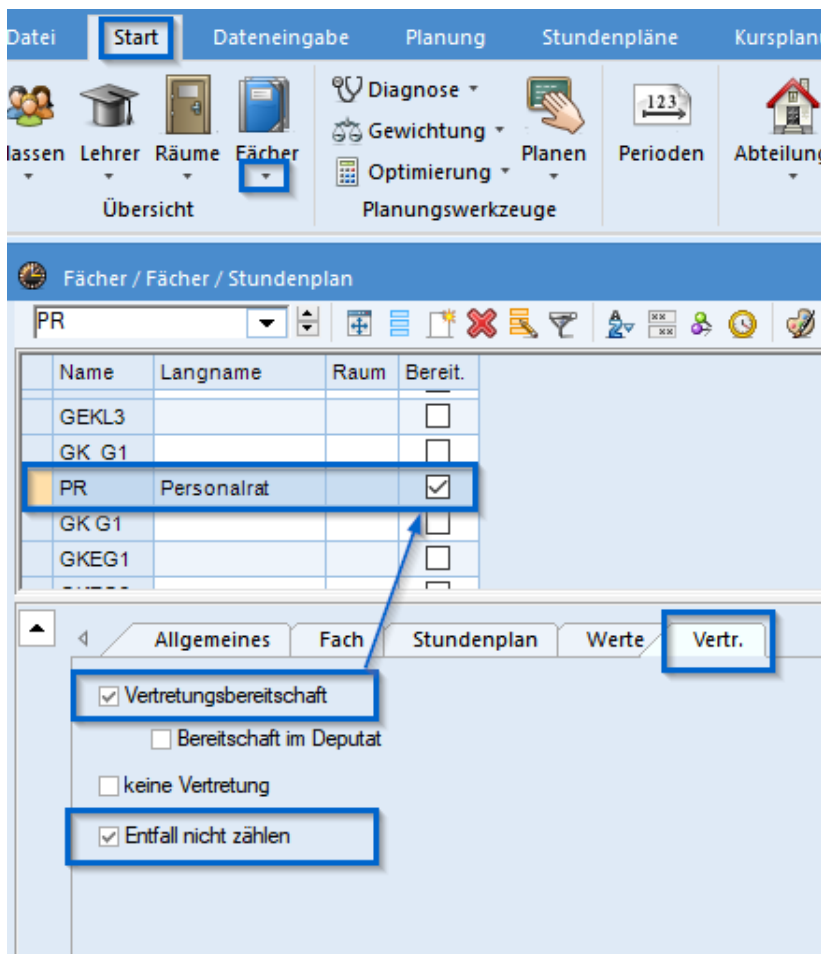 Datei Start Dateneingabe Planung Stundenpläne Kursplan
lassen Lehrer Räume Fächer
Diagnose
Gewichtung
Optimierung
Planen Perioden Abteilung
123
Übersicht Planungswerkzeuge
Fächer / Fächer / Stundenplan
PR
Name Langname Raum Bereit.
GEKL3
GK G1
PR Personalrat
GK G1
GKEG1
Allgemeines Fach Stundenplan Werte Vertr.
Vertretungsbereitschaft
Bereitschaft im Deputat
keine Vertretung
Entfall nicht zählen